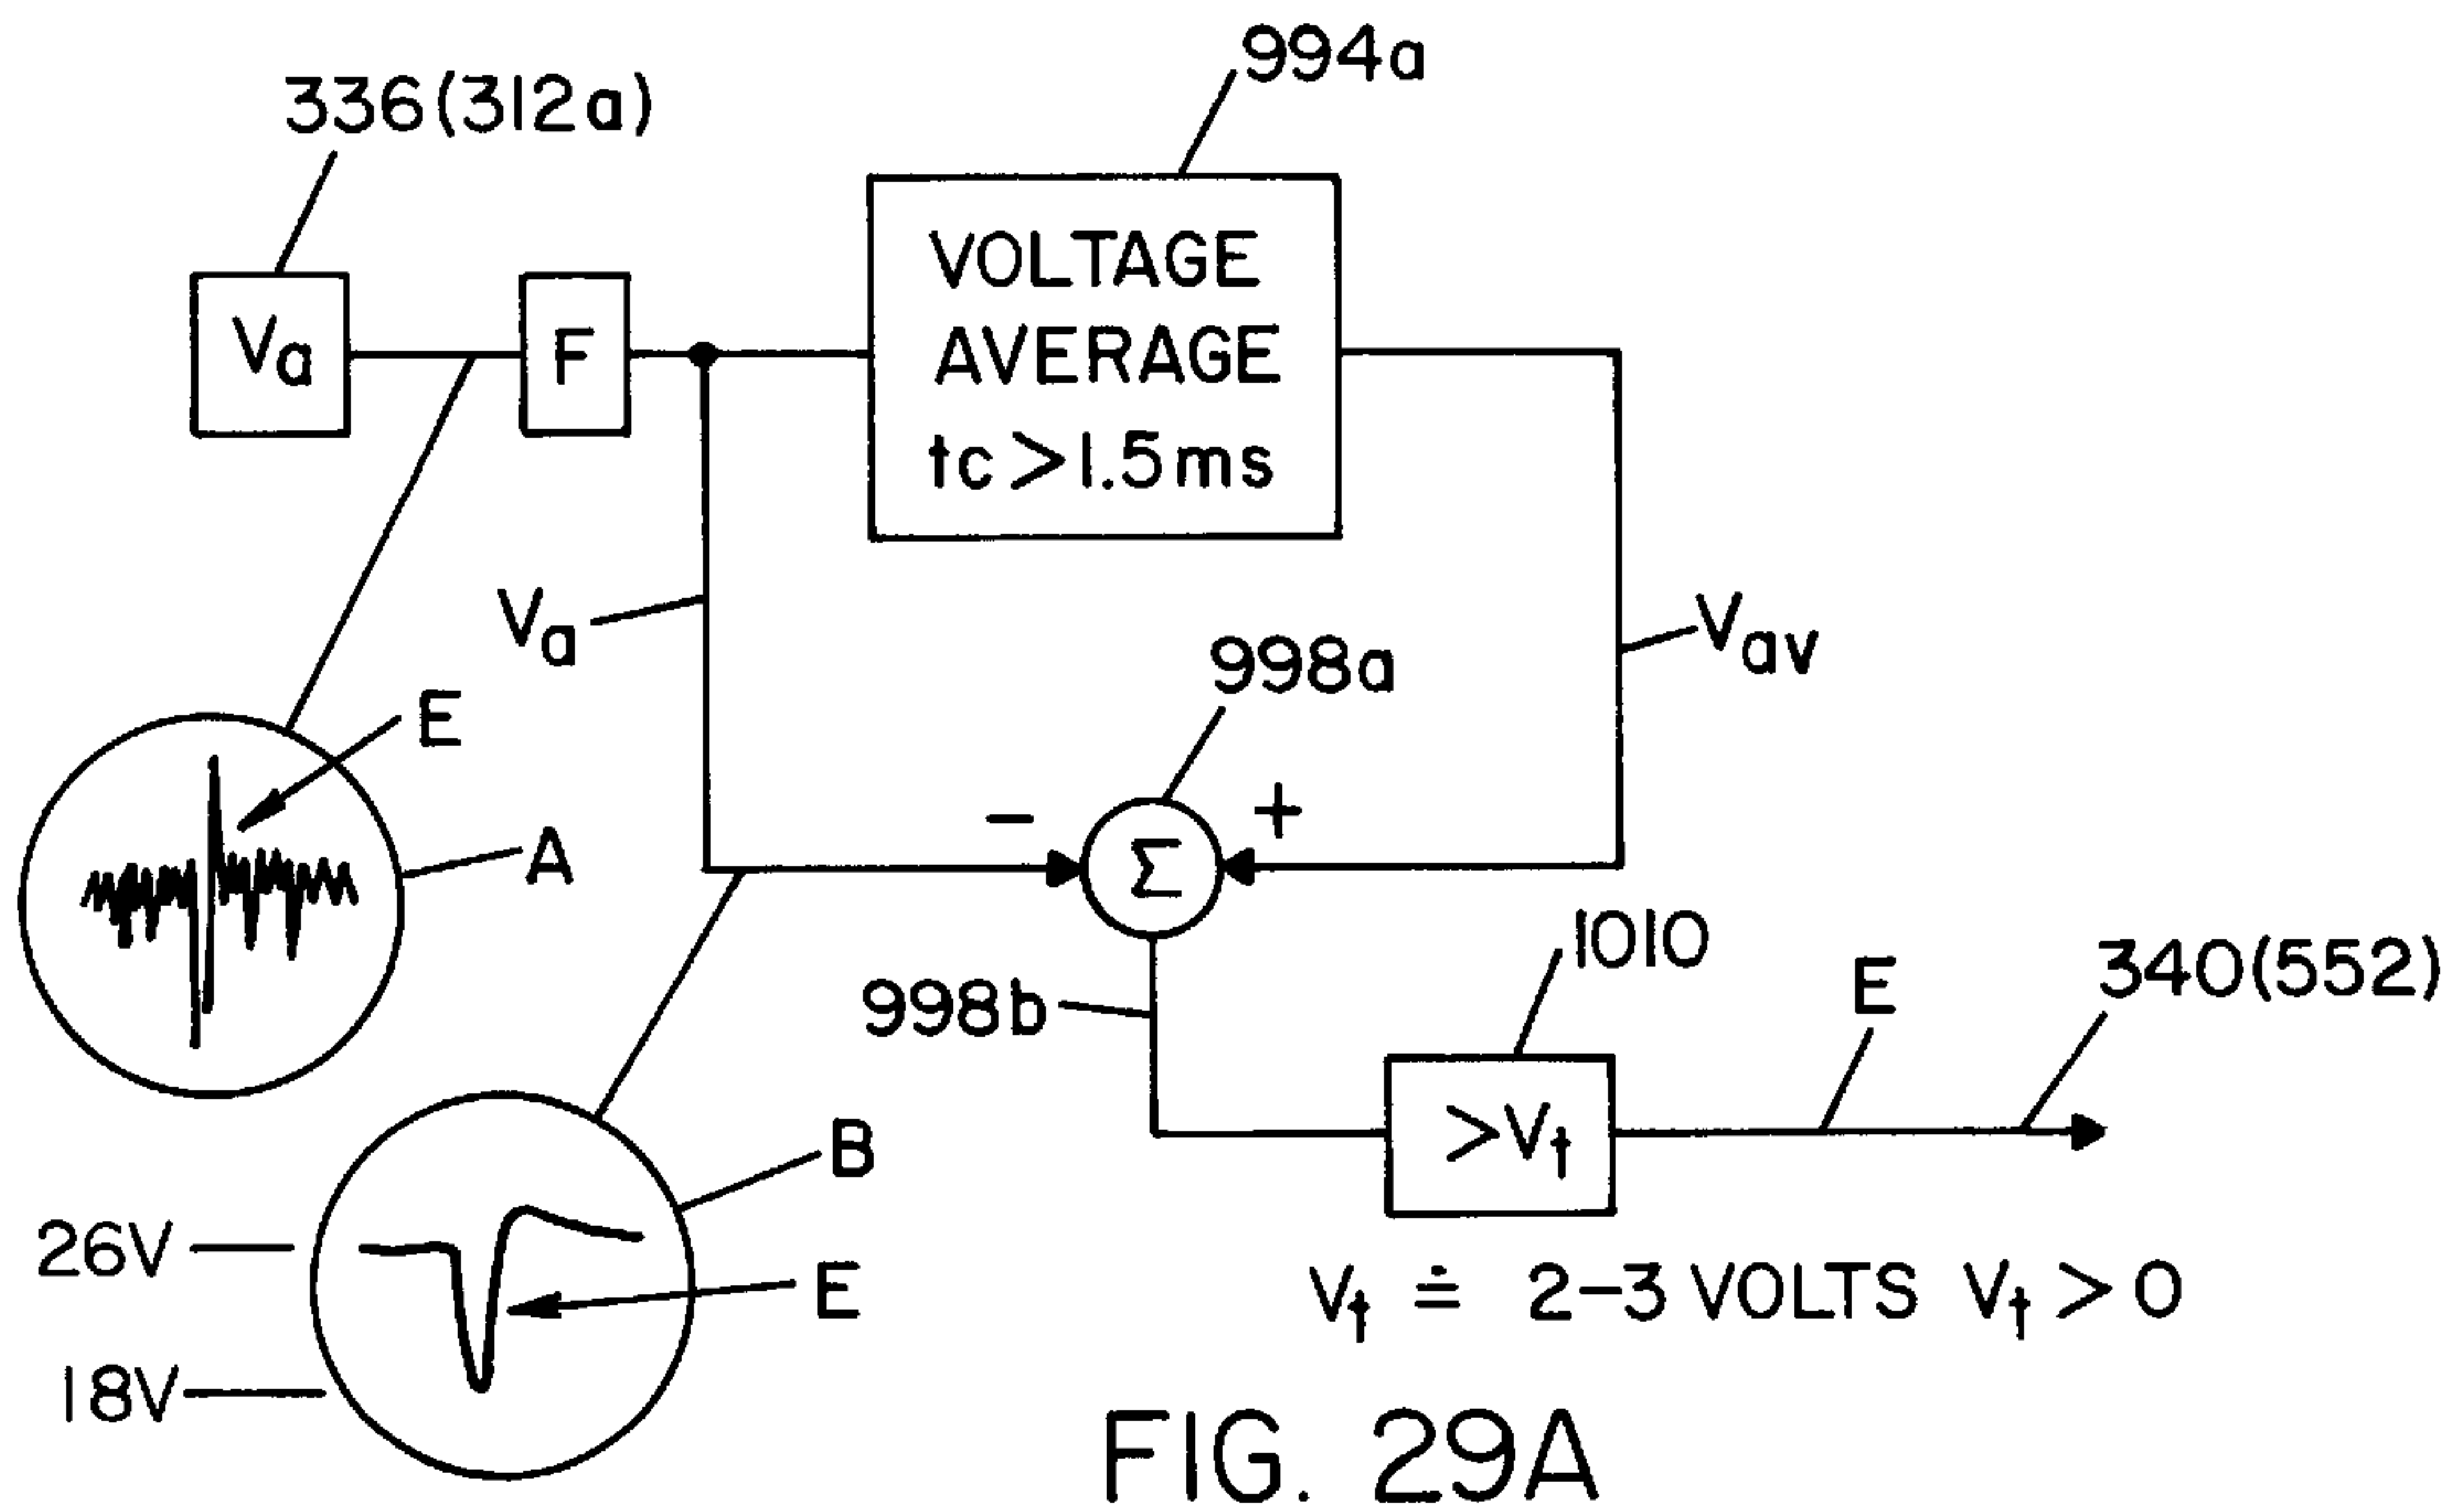 994a
336(312a)
Va
F
VOLTAGE
AVERAGE
tc>1.5ms
Va
Vav
998a
E
A
−
+
Σ
998b
1010
E
340(552)
>Vt
B
26V
E
18V
Vt ≐ 2-3 VOLTS Vt > 0
FIG. 29A